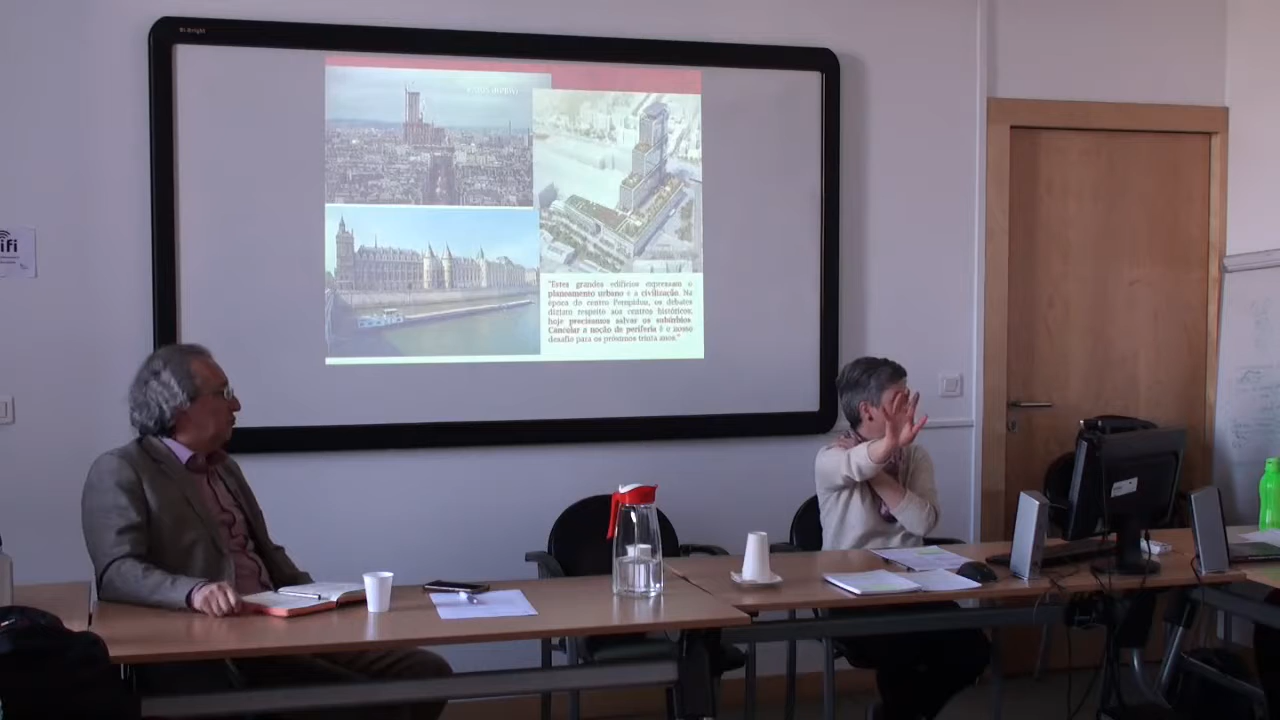 "Estes grandes edifícios expressam o
planeamento urbano e a civilização. Na
época do centro Pompidou, os debates
diziam respeito aos centros históricos,
hoje precisamos salvar os subúrbios.
Cancelar a noção de periferia é o nosso
desafio para os próximos trinta anos."